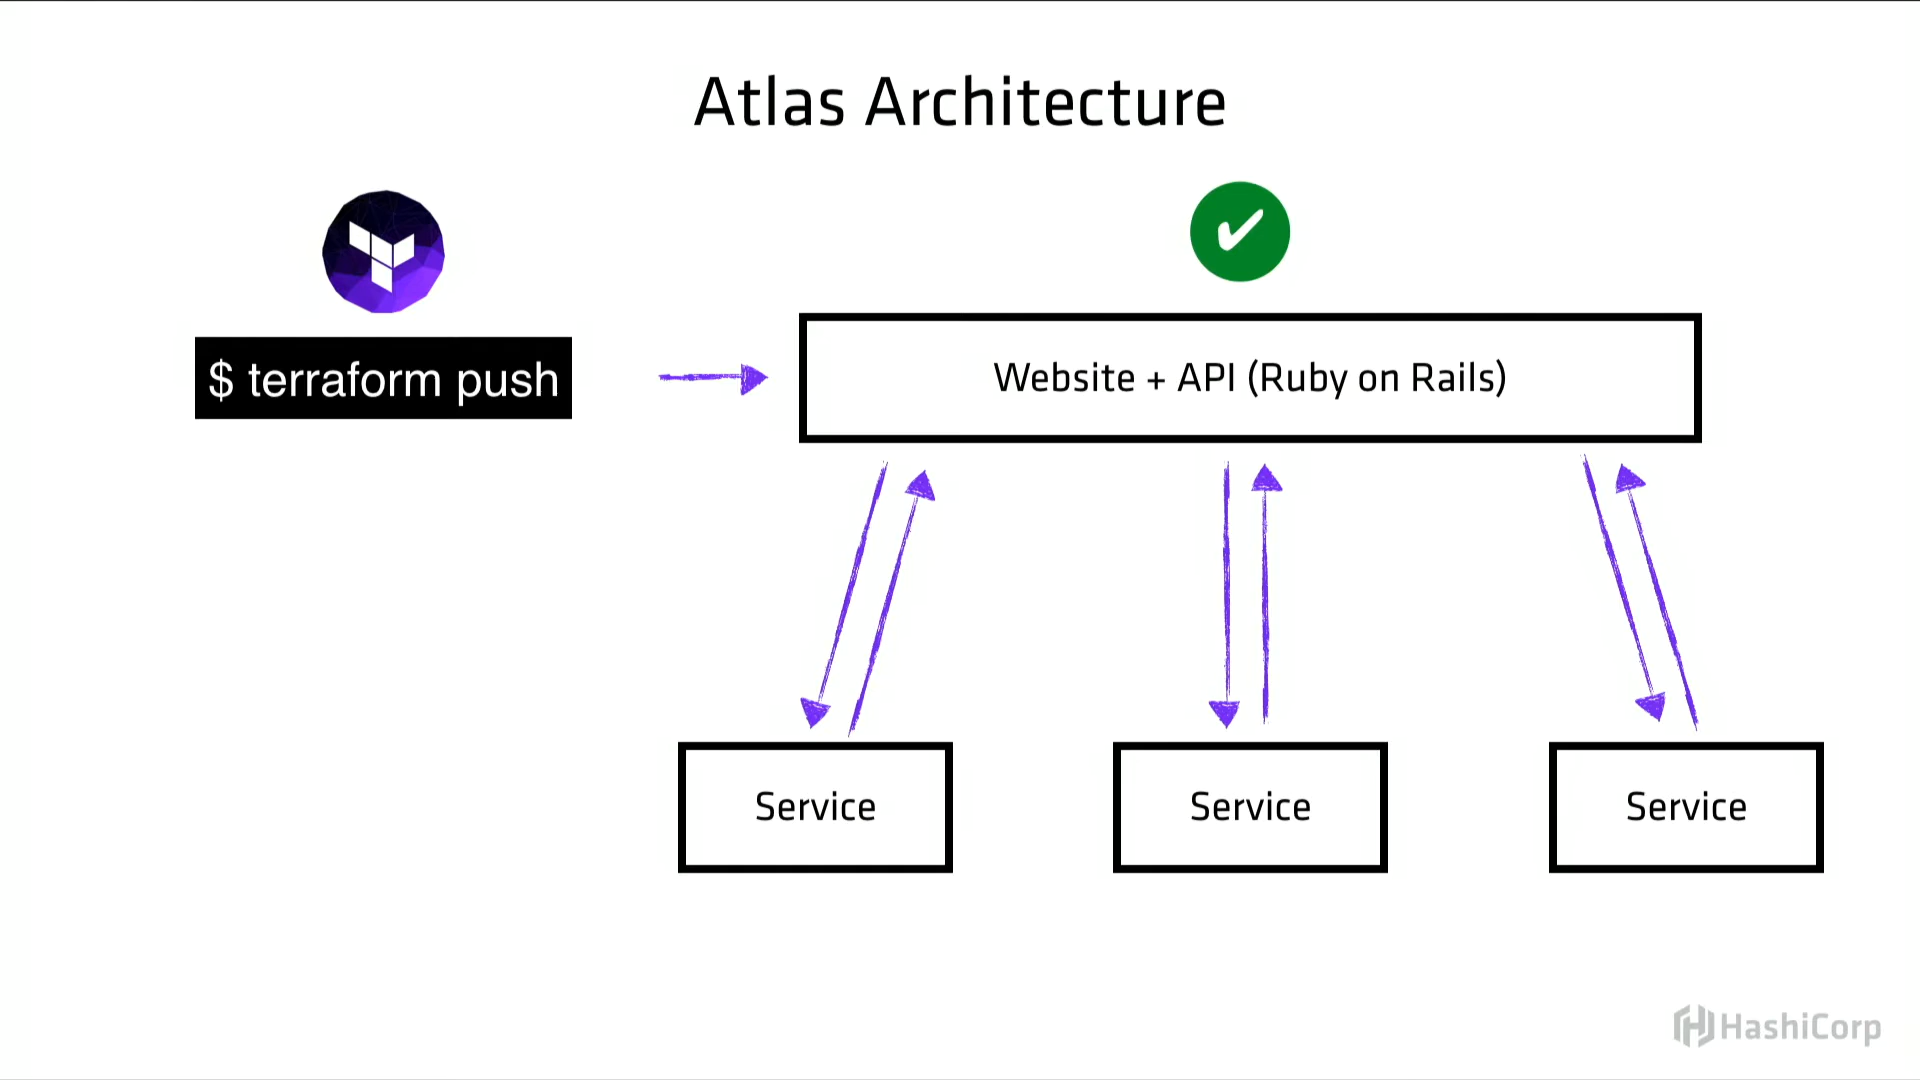 Atlas Architecture
$ terraform push
Website + API (Ruby on Rails)
Service
Service
Service
HashiCorp